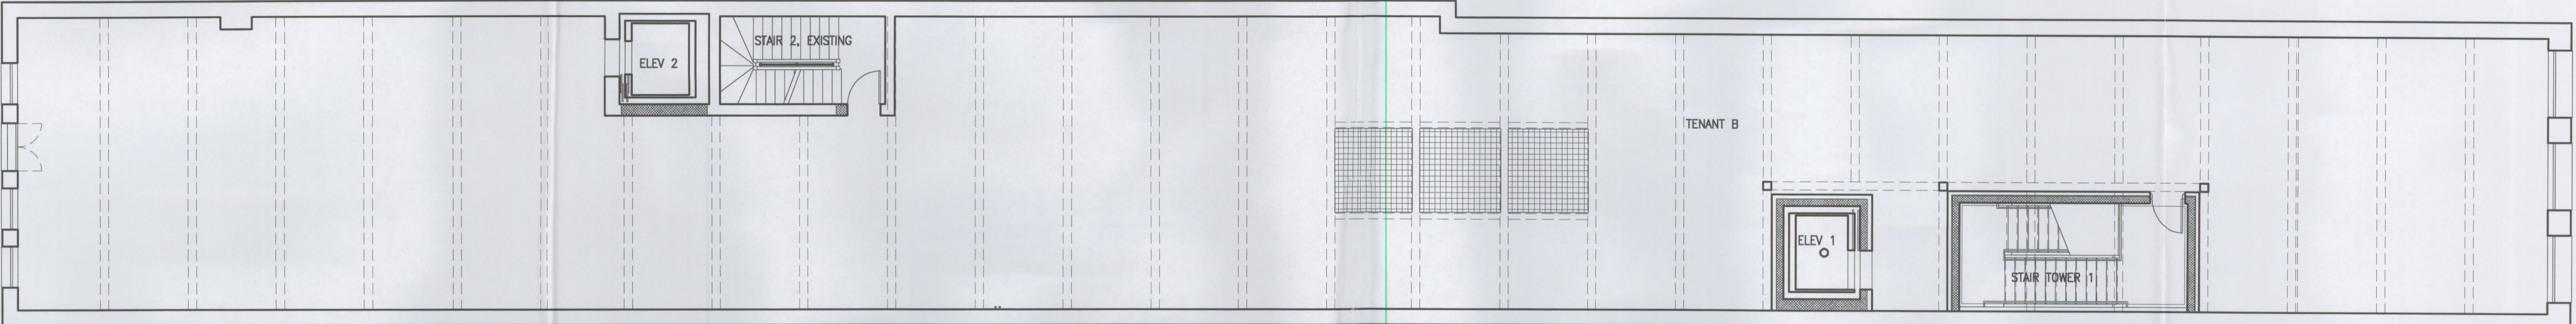 STAIR 2, EXISTING
ELEV 2
TENANT B
ELEV 1
STAIR TOWER 1